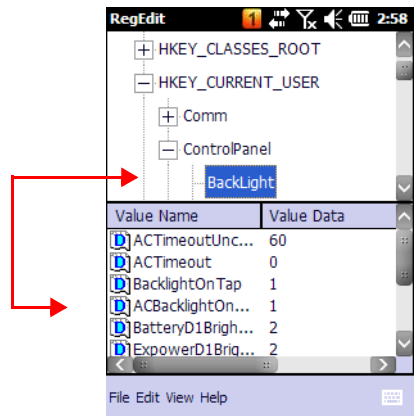 RegEdit 1 2:58
HKEY_CLASSES_ROOT
HKEY_CURRENT_USER
Comm
ControlPanel
BackLight
Value Name Value Data
D ACTimeoutUnc... 60
D ACTimeout 0
D BacklightOnTap 1
D ACBacklightOn... 1
D BatteryD1Brigh... 2
D ExpowerD1Brig... 2
File Edit View Help